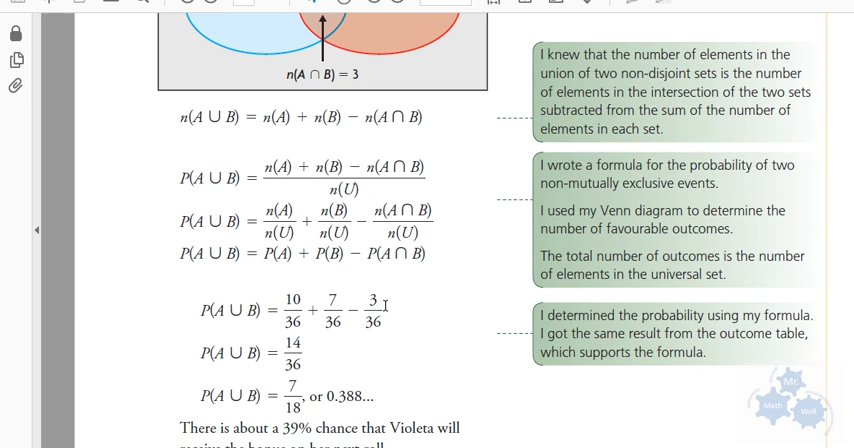 n(A ∩ B) = 3
n(A ∪ B) = n(A) + n(B) − n(A ∩ B)
P(A ∪ B) = n(A) + n(B) − n(A ∩ B) / n(U)
P(A ∪ B) = n(A)/n(U) + n(B)/n(U) − n(A ∩ B)/n(U)
P(A ∪ B) = P(A) + P(B) − P(A ∩ B)
P(A ∪ B) = 10/36 + 7/36 − 3/36
P(A ∪ B) = 14/36
P(A ∪ B) = 7/18, or 0.388...
There is about a 39% chance that Violeta will
I knew that the number of elements in the
union of two non-disjoint sets is the number
of elements in the intersection of the two sets
subtracted from the sum of the number of
elements in each set.
I wrote a formula for the probability of two
non-mutually exclusive events.
I used my Venn diagram to determine the
number of favourable outcomes.
The total number of outcomes is the number
of elements in the universal set.
I determined the probability using my formula.
I got the same result from the outcome table,
which supports the formula.
Mr.
Math
Well